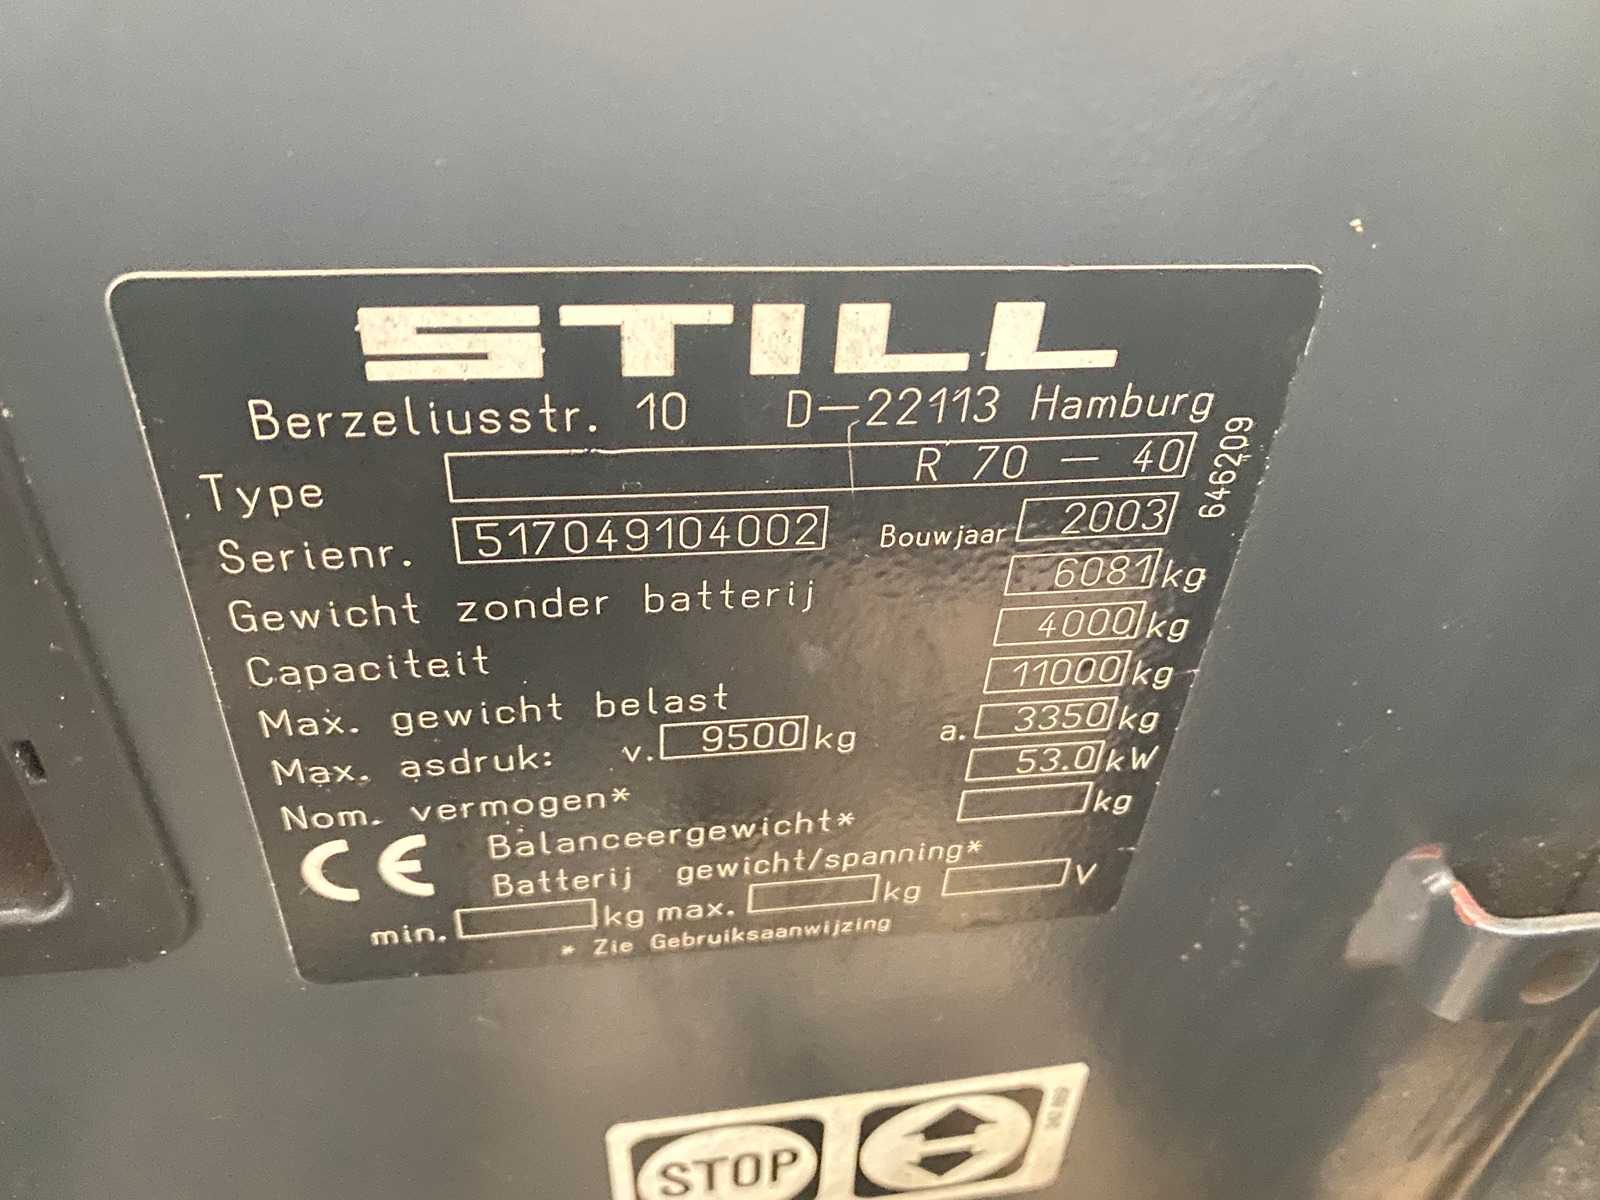 STILL
Berzeliusstr. 10 D-22113 Hamburg
Type R 70 - 40
646209
Serienr. 517049104002 Bouwjaar 2003
Gewicht zonder batterij 6081 kg
Capaciteit 4000 kg
Max. gewicht belast 11000 kg
Max. asdruk: v. 9500 kg a. 3350 kg
Nom. vermogen* 53.0 kW
CE Balanceergewicht* kg
Batterij gewicht/spanning*
min. kg max. kg V
* Zie Gebruiksaanwijzing
STOP